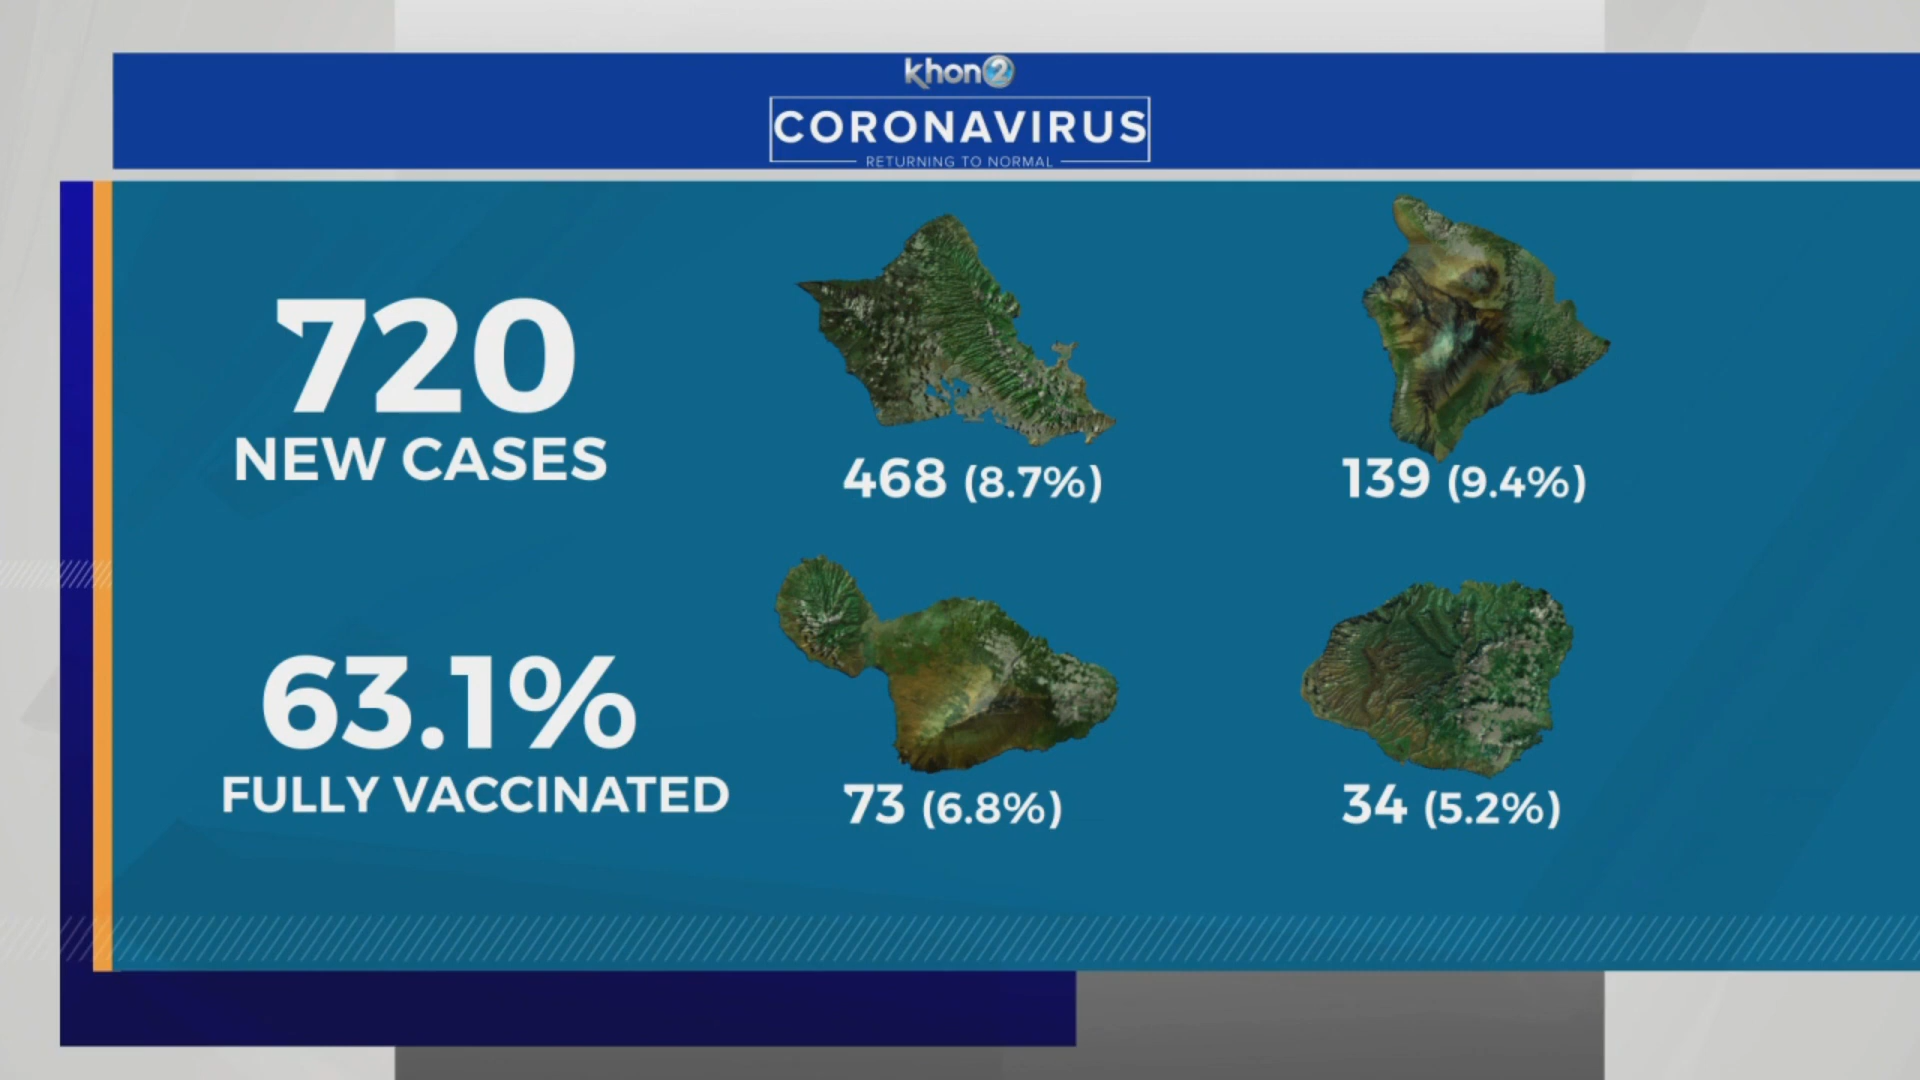 khon2
CORONAVIRUS
RETURNING TO NORMAL
720
NEW CASES
468 (8.7%)
139 (9.4%)
63.1%
FULLY VACCINATED
73 (6.8%)
34 (5.2%)